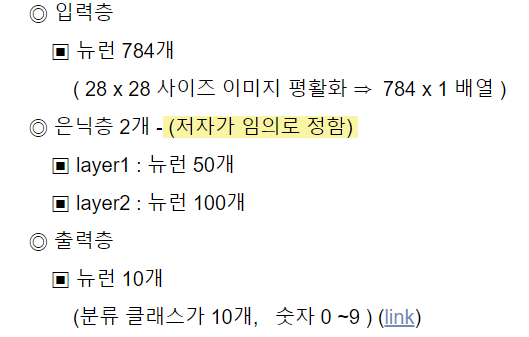 ◎ 입력층
▣ 뉴런 784개
( 28 x 28 사이즈 이미지 평활화 ⇒ 784 x 1 배열 )
◎ 은닉층 2개 - (저자가 임의로 정함)
▣ layer1 : 뉴런 50개
▣ layer2 : 뉴런 100개
◎ 출력층
▣ 뉴런 10개
(분류 클래스가 10개, 숫자 0 ~9 ) (link)